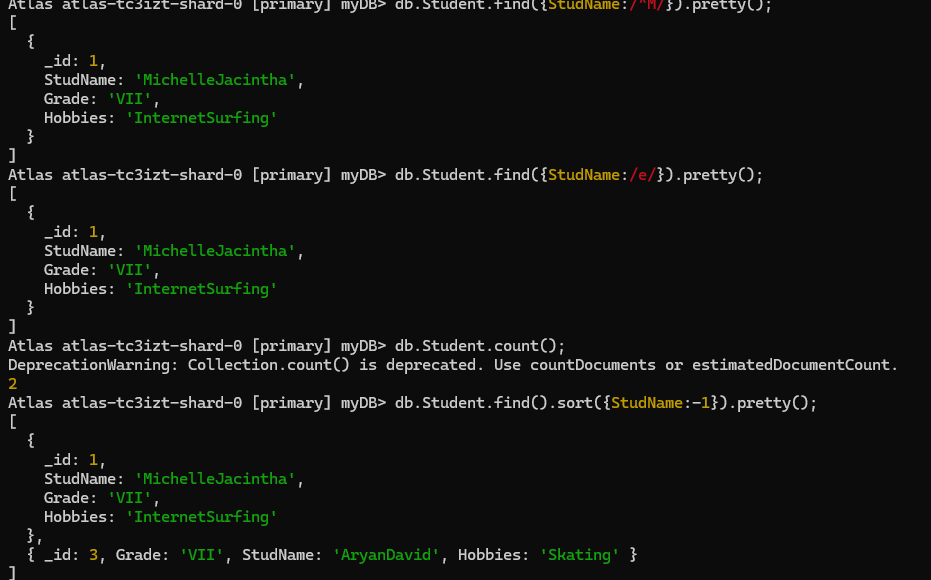 Atlas atlas-tc3izt-shard-0 [primary] myDB> db.Student.find({StudName:/^M/}).pretty();
[
  {
    _id: 1,
    StudName: 'MichelleJacintha',
    Grade: 'VII',
    Hobbies: 'InternetSurfing'
  }
]
Atlas atlas-tc3izt-shard-0 [primary] myDB> db.Student.find({StudName:/e/}).pretty();
[
  {
    _id: 1,
    StudName: 'MichelleJacintha',
    Grade: 'VII',
    Hobbies: 'InternetSurfing'
  }
]
Atlas atlas-tc3izt-shard-0 [primary] myDB> db.Student.count();
DeprecationWarning: Collection.count() is deprecated. Use countDocuments or estimatedDocumentCount.
2
Atlas atlas-tc3izt-shard-0 [primary] myDB> db.Student.find().sort({StudName:-1}).pretty();
[
  {
    _id: 1,
    StudName: 'MichelleJacintha',
    Grade: 'VII',
    Hobbies: 'InternetSurfing'
  },
  { _id: 3, Grade: 'VII', StudName: 'AryanDavid', Hobbies: 'Skating' }
]